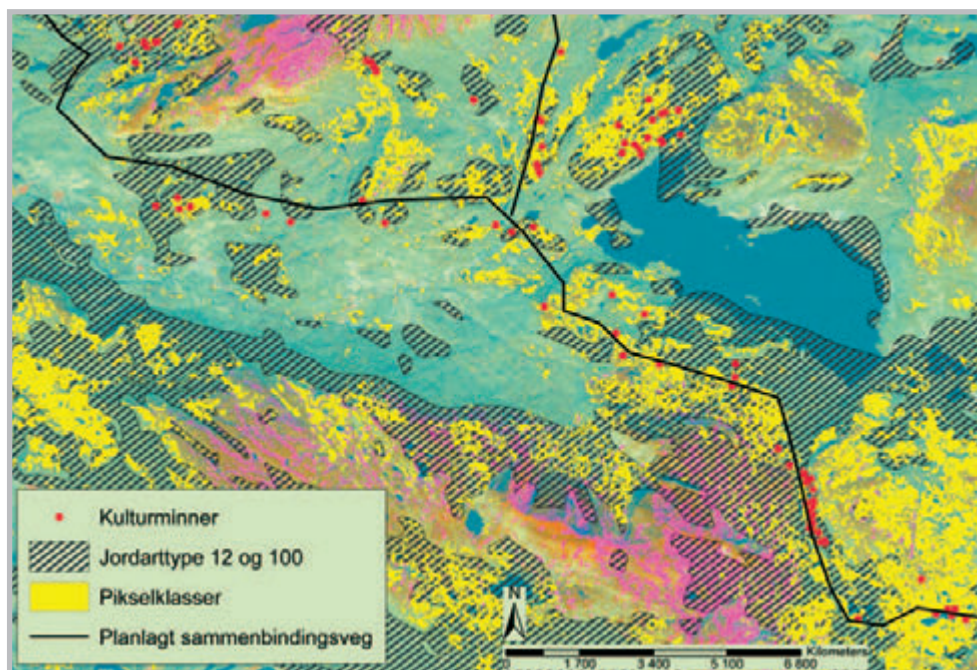 Kulturminner
Jordarttype 12 og 100
Pikselklasser
Planlagt sammenbindingsveg
N
Kilometers
0 1 700 3 400 5 100 6 800